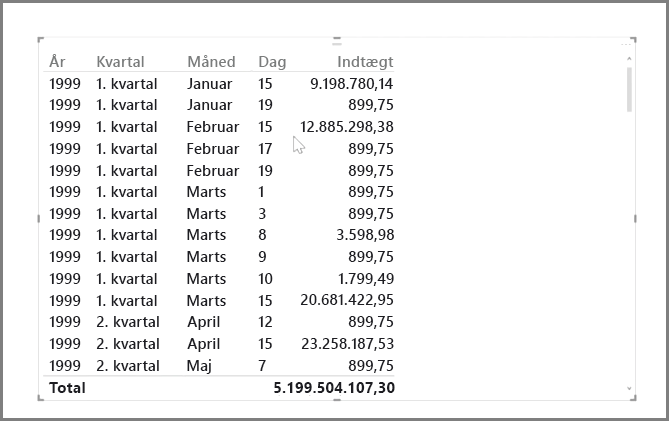 År Kvartal Måned Dag Indtægt
1999 1. kvartal Januar 15 9.198.780,14
1999 1. kvartal Januar 19 899,75
1999 1. kvartal Februar 15 12.885.298,38
1999 1. kvartal Februar 17 899,75
1999 1. kvartal Februar 19 899,75
1999 1. kvartal Marts 1 899,75
1999 1. kvartal Marts 3 899,75
1999 1. kvartal Marts 8 3.598,98
1999 1. kvartal Marts 9 899,75
1999 1. kvartal Marts 10 1.799,49
1999 1. kvartal Marts 15 20.681.422,95
1999 2. kvartal April 12 899,75
1999 2. kvartal April 15 23.258.187,53
1999 2. kvartal Maj 7 899,75
Total 5.199.504.107,30